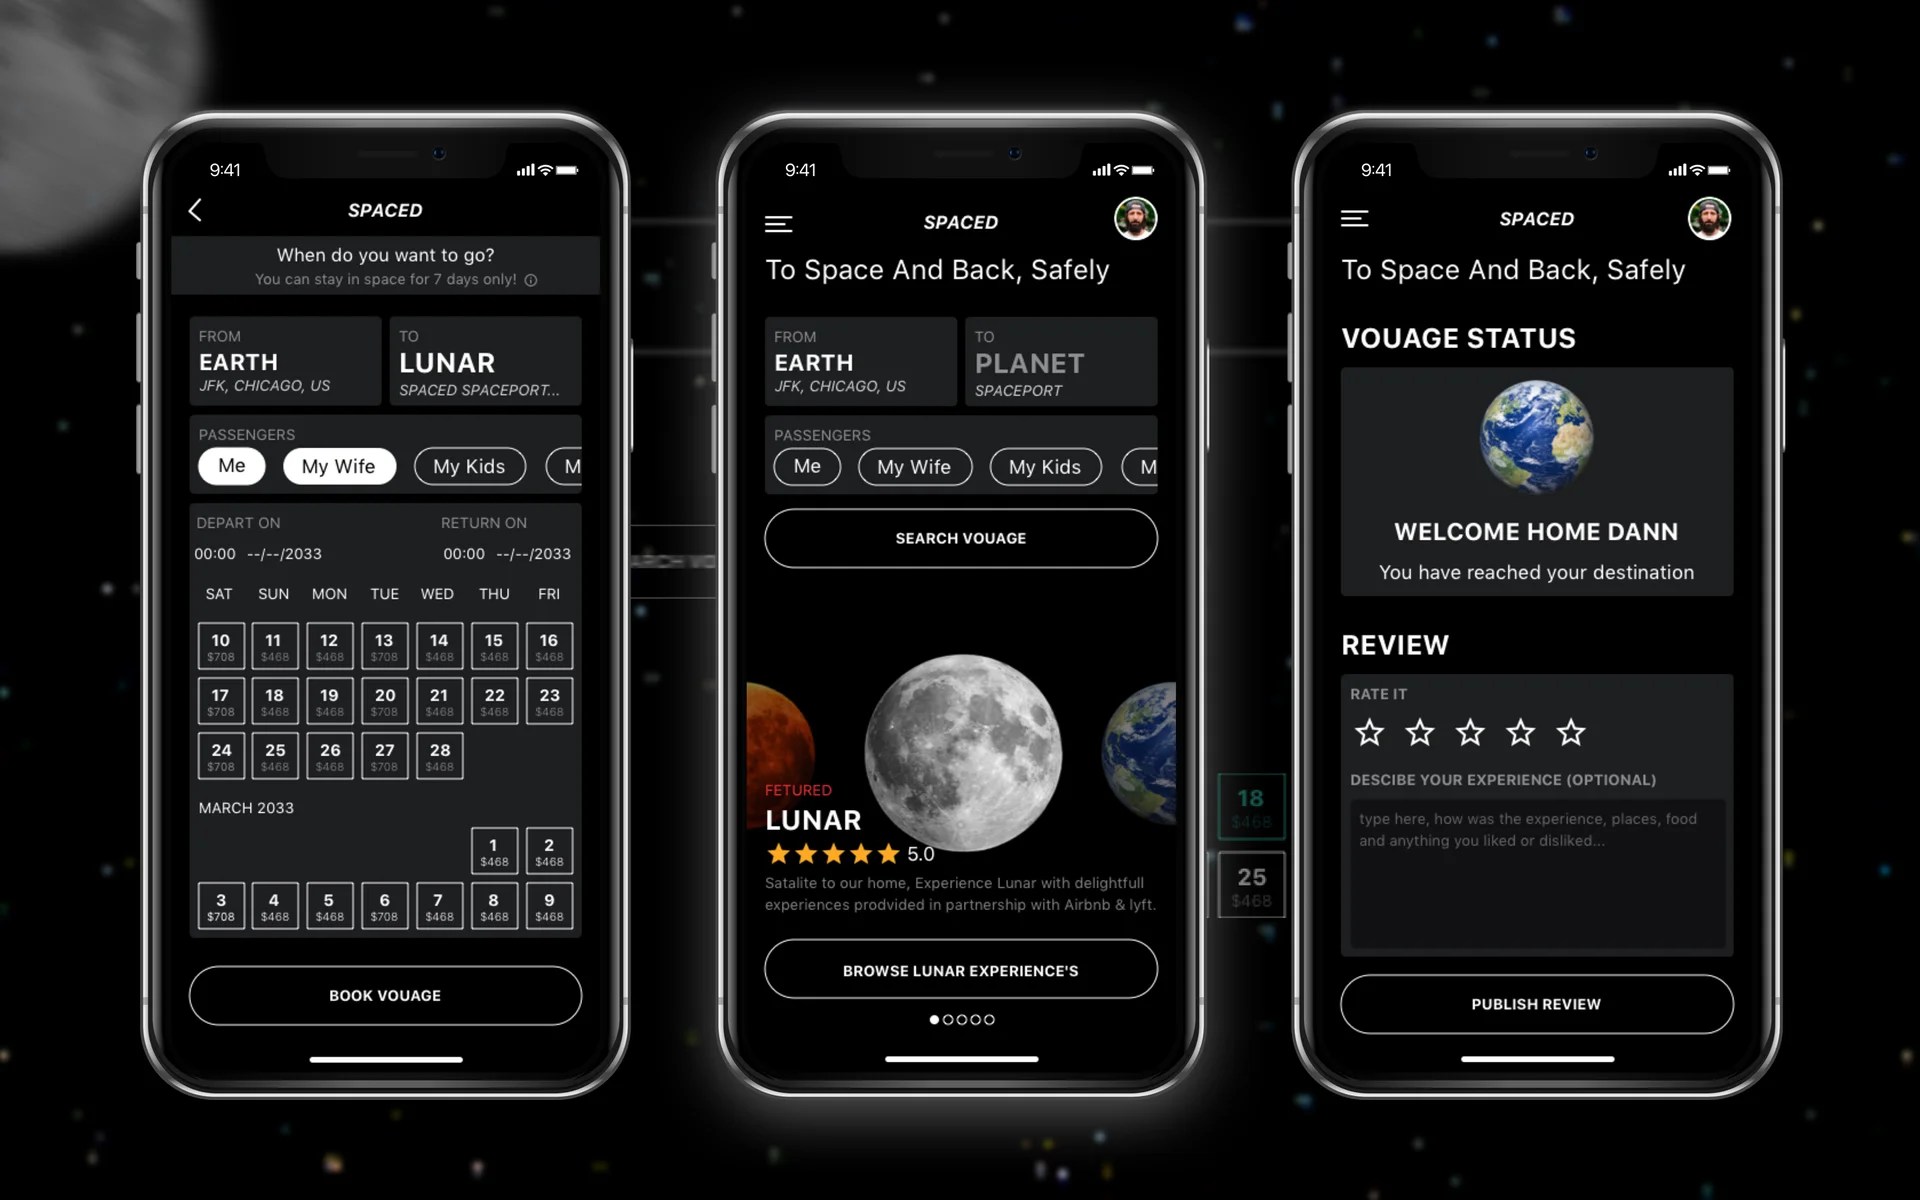 9:41
SPACED
When do you want to go?
You can stay in space for 7 days only!
FROM
EARTH
JFK, CHICAGO, US
TO
LUNAR
SPACED SPACEPORT...
PASSENGERS
Me My Wife My Kids M
DEPART ON RETURN ON
00:00 --/--/2033 00:00 --/--/2033
SAT SUN MON TUE WED THU FRI
10 11 12 13 14 15 16
$708 $468 $468 $708 $468 $468 $468
17 18 19 20 21 22 23
$708 $468 $468 $708 $468 $468 $468
24 25 26 27 28
$708 $468 $468 $708 $468
MARCH 2033
1 2
$468 $468
3 4 5 6 7 8 9
$708 $468 $468 $708 $468 $468 $468
BOOK VOUAGE
9:41
SPACED
To Space And Back, Safely
FROM
EARTH
JFK, CHICAGO, US
TO
PLANET
SPACEPORT
PASSENGERS
Me My Wife My Kids M
SEARCH VOUAGE
FETURED
LUNAR
5.0
Satalite to our home, Experience Lunar with delightfull
experiences prodvided in partnership with Airbnb & lyft.
BROWSE LUNAR EXPERIENCE'S
18
$468
25
$468
9:41
SPACED
To Space And Back, Safely
VOUAGE STATUS
WELCOME HOME DANN
You have reached your destination
REVIEW
RATE IT
DESCIBE YOUR EXPERIENCE (OPTIONAL)
type here, how was the experience, places, food
and anything you liked or disliked...
PUBLISH REVIEW